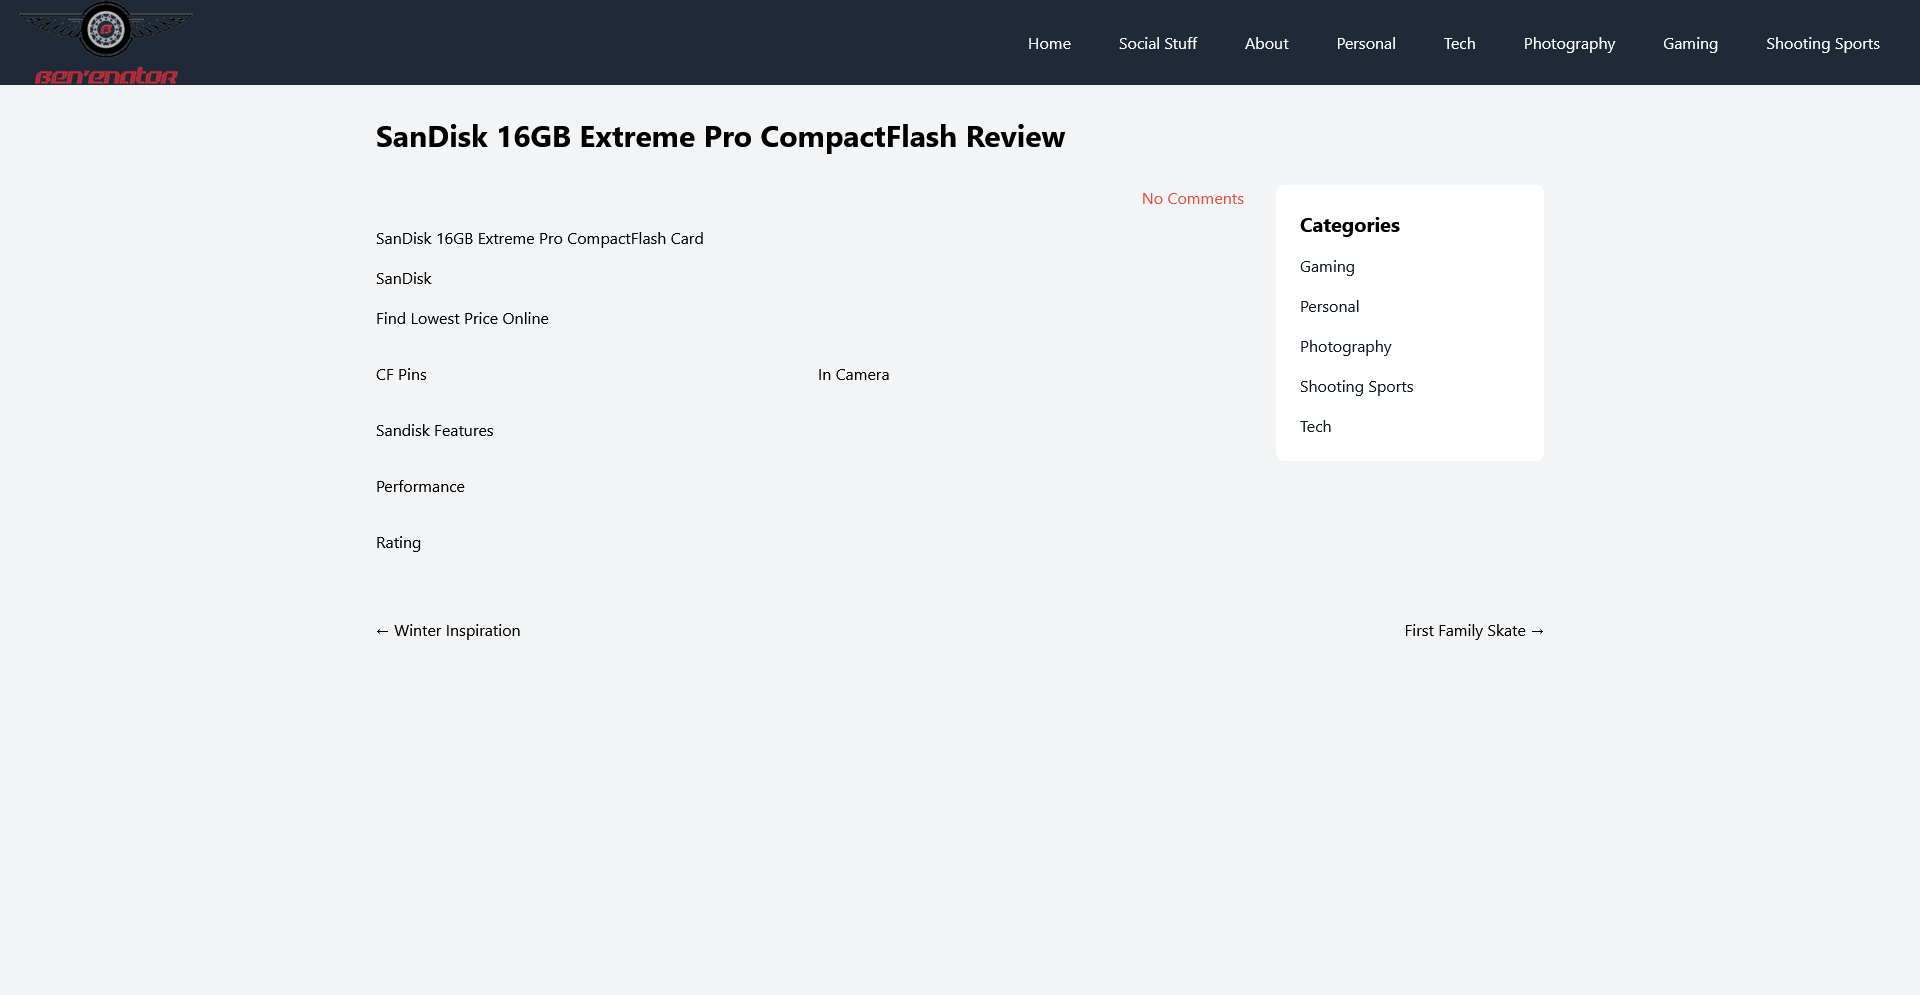 B
Ben'enator
Home
Social Stuff
About
Personal
Tech
Photography
Gaming
Shooting Sports
SanDisk 16GB Extreme Pro CompactFlash Review
No Comments
SanDisk 16GB Extreme Pro CompactFlash Card
SanDisk
Find Lowest Price Online
CF Pins
In Camera
Sandisk Features
Performance
Rating
Categories
Gaming
Personal
Photography
Shooting Sports
Tech
← Winter Inspiration
First Family Skate →